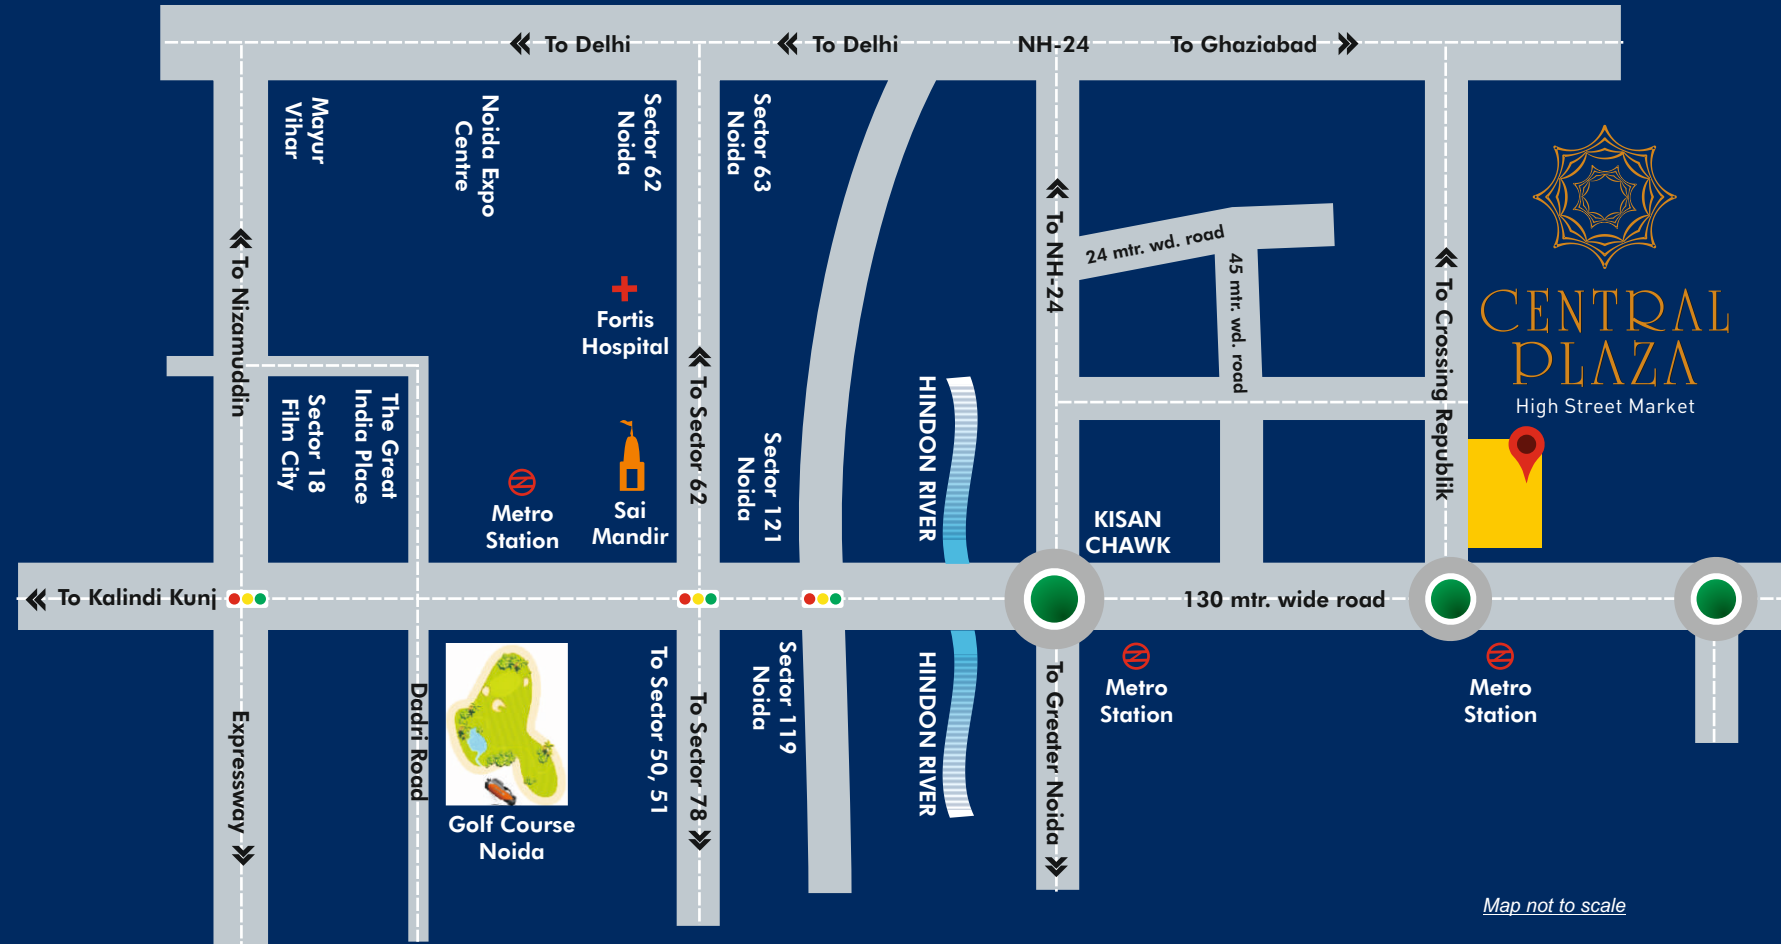 To Delhi
To Delhi
NH-24
To Ghaziabad
Mayur
Vihar
Noida Expo
Centre
Sector 62
Noida
Sector 63
Noida
To Nizamuddin
Fortis
Hospital
To NH-24
24 mtr. wd. road
45 mtr. wd. road
To Crossing Republik
CENTRAL
PLAZA
High Street Market
Sector 18
Film City
The Great
India Place
Metro
Station
Sai
Mandir
To Sector 62
Sector 121
Noida
HINDON RIVER
KISAN
CHAWK
To Kalindi Kunj
130 mtr. wide road
Expressway
Dadri Road
Golf Course
Noida
To Sector 50, 51
To Sector 78
Sector 119
Noida
HINDON RIVER
To Greater Noida
Metro
Station
Metro
Station
Map not to scale